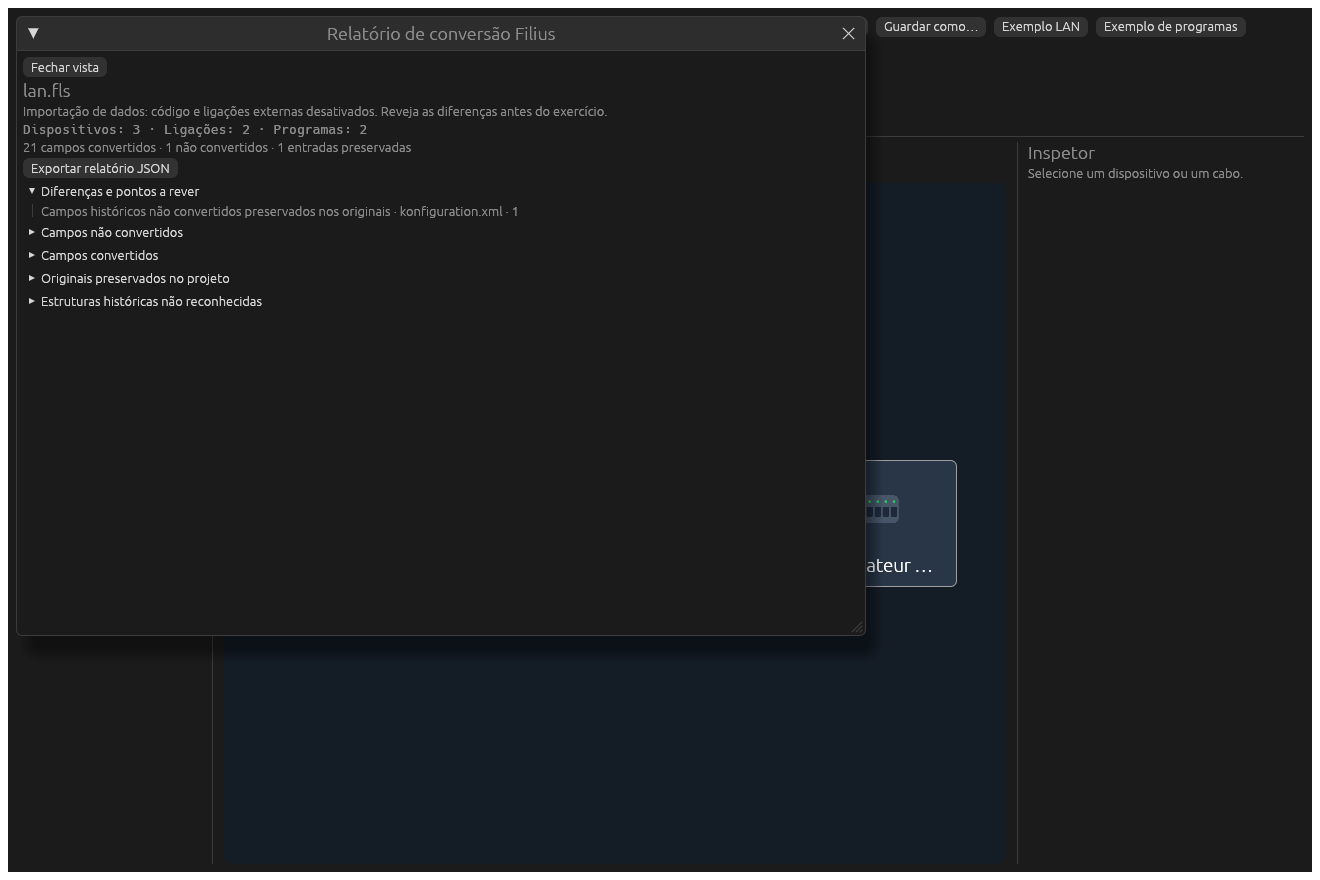 Relatório de conversão Filius
Guardar como... Exemplo LAN Exemplo de programas
Fechar vista
lan.fls
Importação de dados: código e ligações externas desativados. Reveja as diferenças antes do exercício.
Dispositivos: 3 · Ligações: 2 · Programas: 2
21 campos convertidos · 1 não convertidos · 1 entradas preservadas
Exportar relatório JSON
Diferenças e pontos a rever
Campos históricos não convertidos preservados nos originais · konfiguration.xml · 1
Campos não convertidos
Campos convertidos
Originais preservados no projeto
Estruturas históricas não reconhecidas
Inspetor
Selecione um dispositivo ou um cabo.
ateur ...